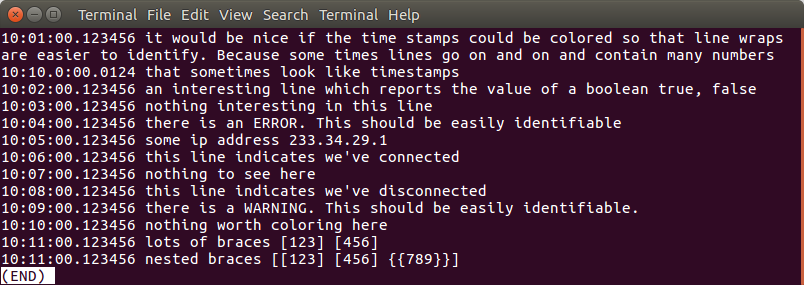 Terminal File Edit View Search Terminal Help
10:01:00.123456 it would be nice if the time stamps could be colored so that line wraps
are easier to identify. Because some times lines go on and on and contain many numbers
10:10.0:00.0124 that sometimes look like timestamps
10:02:00.123456 an interesting line which reports the value of a boolean true, false
10:03:00.123456 nothing interesting in this line
10:04:00.123456 there is an ERROR. This should be easily identifiable
10:05:00.123456 some ip address 233.34.29.1
10:06:00.123456 this line indicates we've connected
10:07:00.123456 nothing to see here
10:08:00.123456 this line indicates we've disconnected
10:09:00.123456 there is a WARNING. This should be easily identifiable.
10:10:00.123456 nothing worth coloring here
10:11:00.123456 lots of braces [123] [456]
10:11:00.123456 nested braces [[123] [456] {{789}}]
(END)